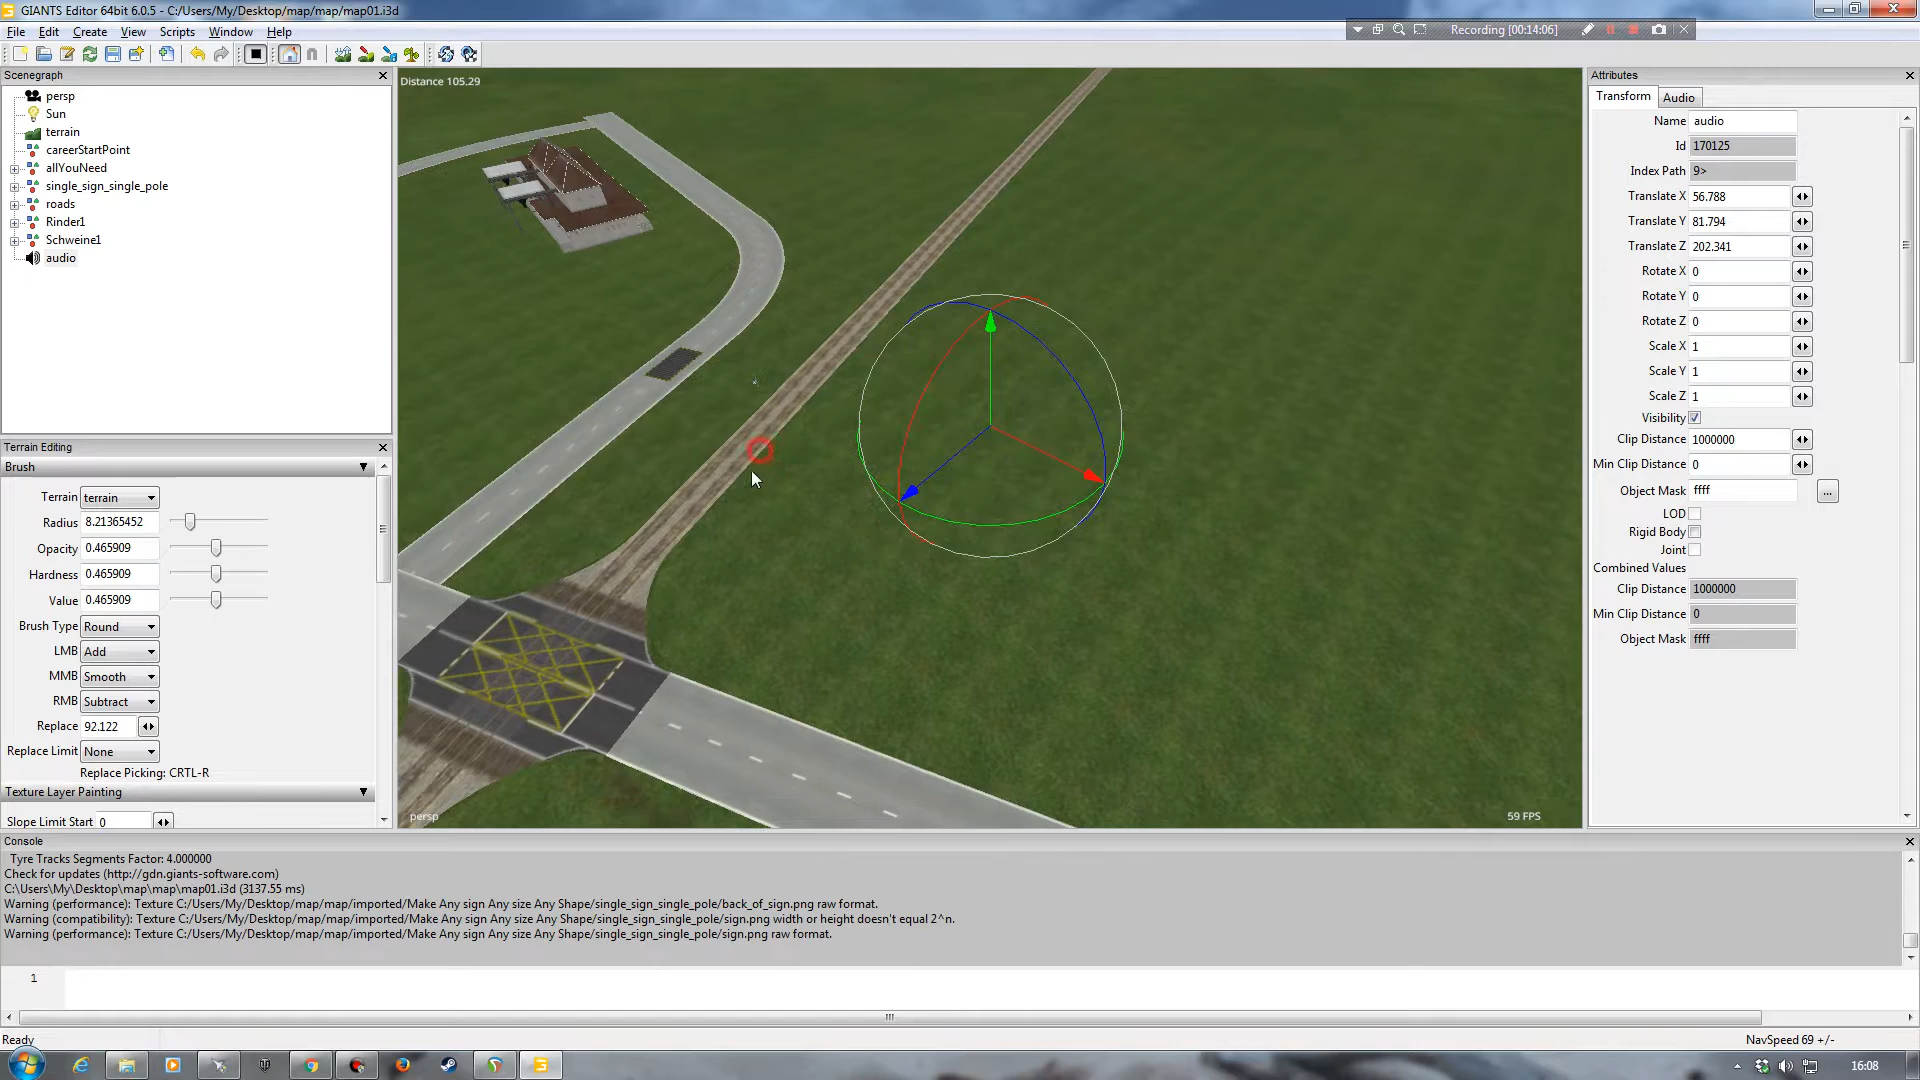 GIANTS Editor 64bit 6.0.5 - C:/Users/My/Desktop/map/map/map01.i3d
File Edit Create View Scripts Window Help
Recording [00:14:06]
Scenegraph
persp
Sun
terrain
careerStartPoint
allYouNeed
single_sign_single_pole
roads
Rinder1
Schweine1
audio
Distance 105.29
persp
59 FPS
Terrain Editing
Brush
Terrain terrain
Radius 8.21365452
Opacity 0.465909
Hardness 0.465909
Value 0.465909
Brush Type Round
LMB Add
MMB Smooth
RMB Subtract
Replace 92.122
Replace Limit None
Replace Picking: CRTL-R
Texture Layer Painting
Slope Limit Start 0
Attributes
Transform Audio
Name audio
Id 170125
Index Path 9>
Translate X 56.788
Translate Y 81.794
Translate Z 202.341
Rotate X 0
Rotate Y 0
Rotate Z 0
Scale X 1
Scale Y 1
Scale Z 1
Visibility
Clip Distance 1000000
Min Clip Distance 0
Object Mask ffff ...
LOD
Rigid Body
Joint
Combined Values
Clip Distance 1000000
Min Clip Distance 0
Object Mask ffff
Console
Tyre Tracks Segments Factor: 4.000000
Check for updates (http://gdn.giants-software.com)
C:\Users\My\Desktop\map\map\map01.i3d (3137.55 ms)
Warning (performance): Texture C:/Users/My/Desktop/map/map/imported/Make Any sign Any size Any Shape/single_sign_single_pole/back_of_sign.png raw format.
Warning (compatibility): Texture C:/Users/My/Desktop/map/map/imported/Make Any sign Any size Any Shape/single_sign_single_pole/sign.png width or height doesn't equal 2^n.
Warning (performance): Texture C:/Users/My/Desktop/map/map/imported/Make Any sign Any size Any Shape/single_sign_single_pole/sign.png raw format.
1
Ready
NavSpeed 69 +/-
16:08